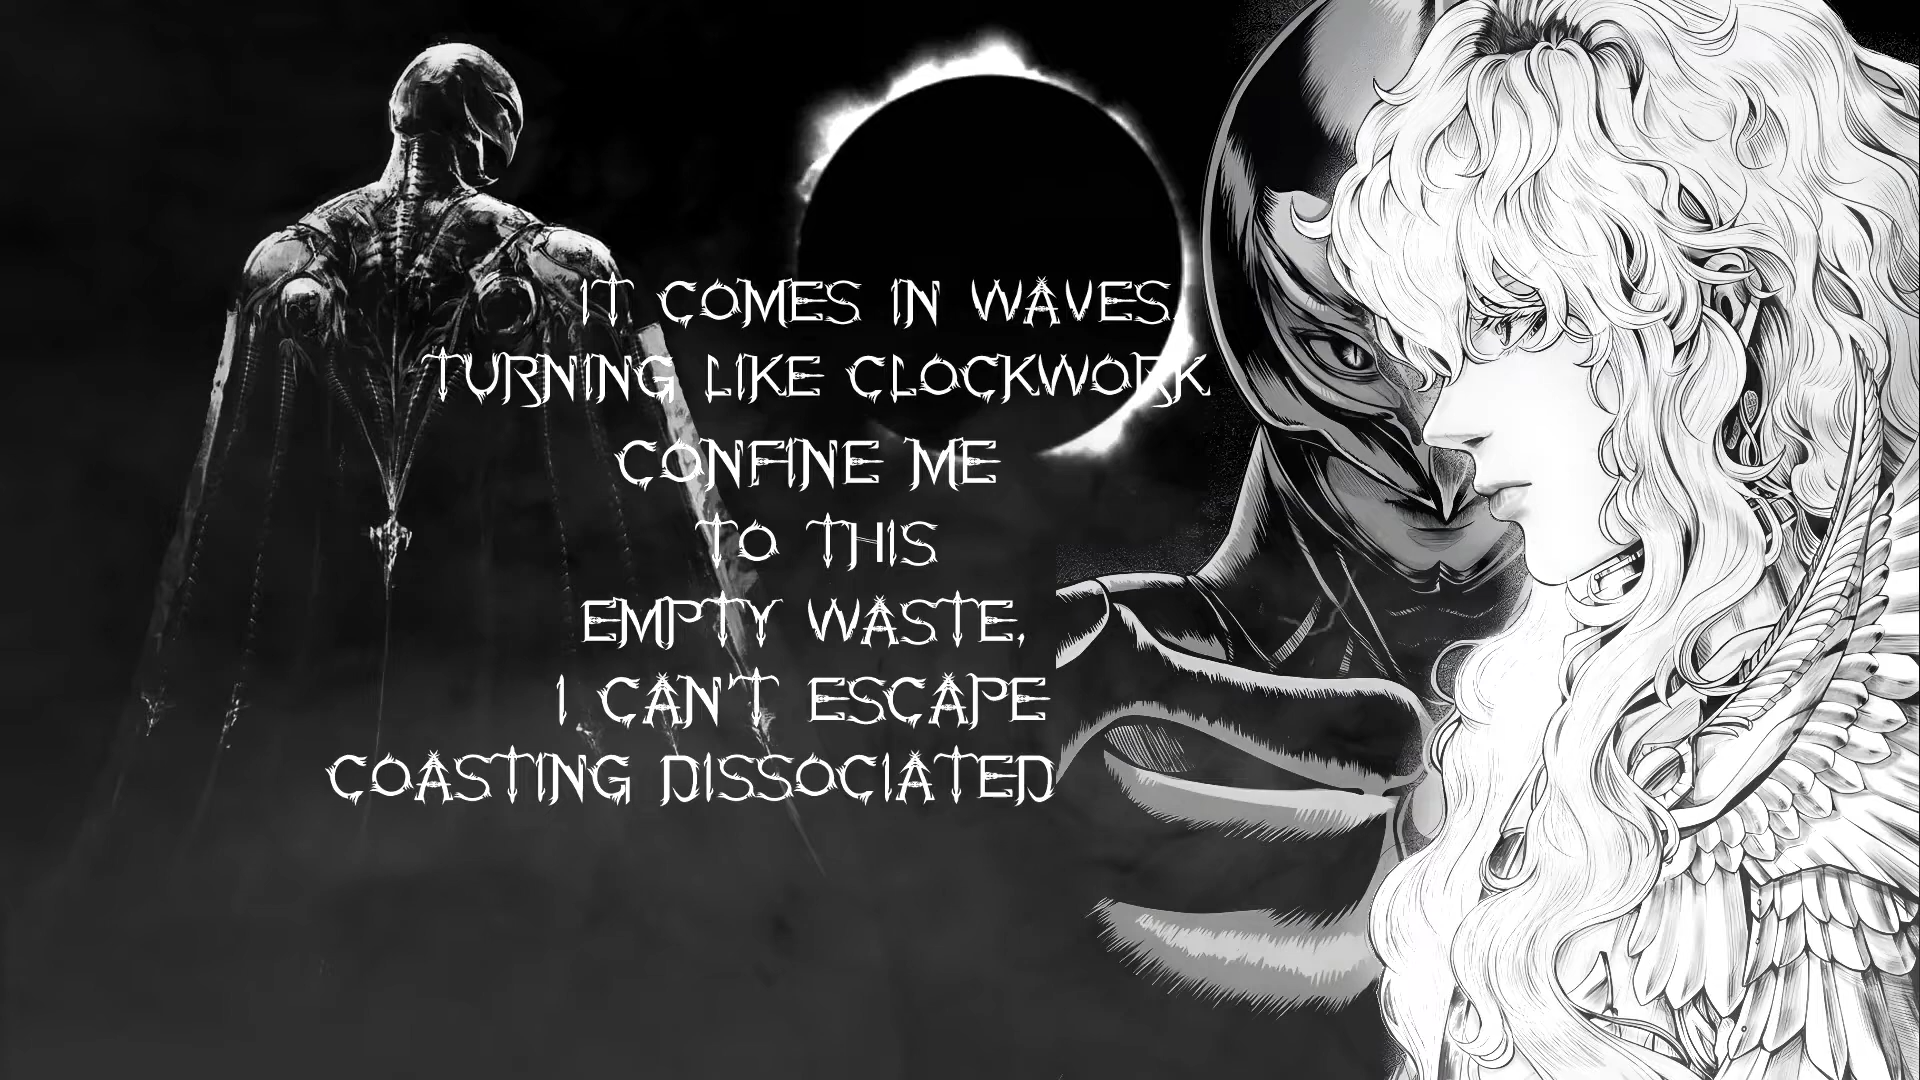 IT COMES IN WAVES,
TURNING LIKE CLOCKWORK
CONFINE ME
TO THIS
EMPTY WASTE,
I CAN'T ESCAPE
COASTING DISSOCIATED